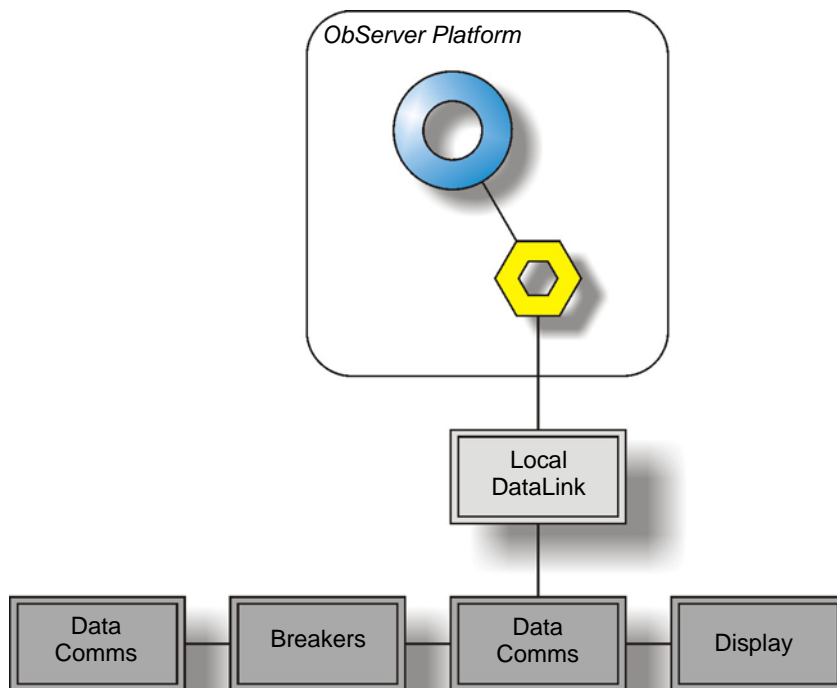 ObServer Platform
Local
DataLink
Data
Comms
Breakers
Data
Comms
Display